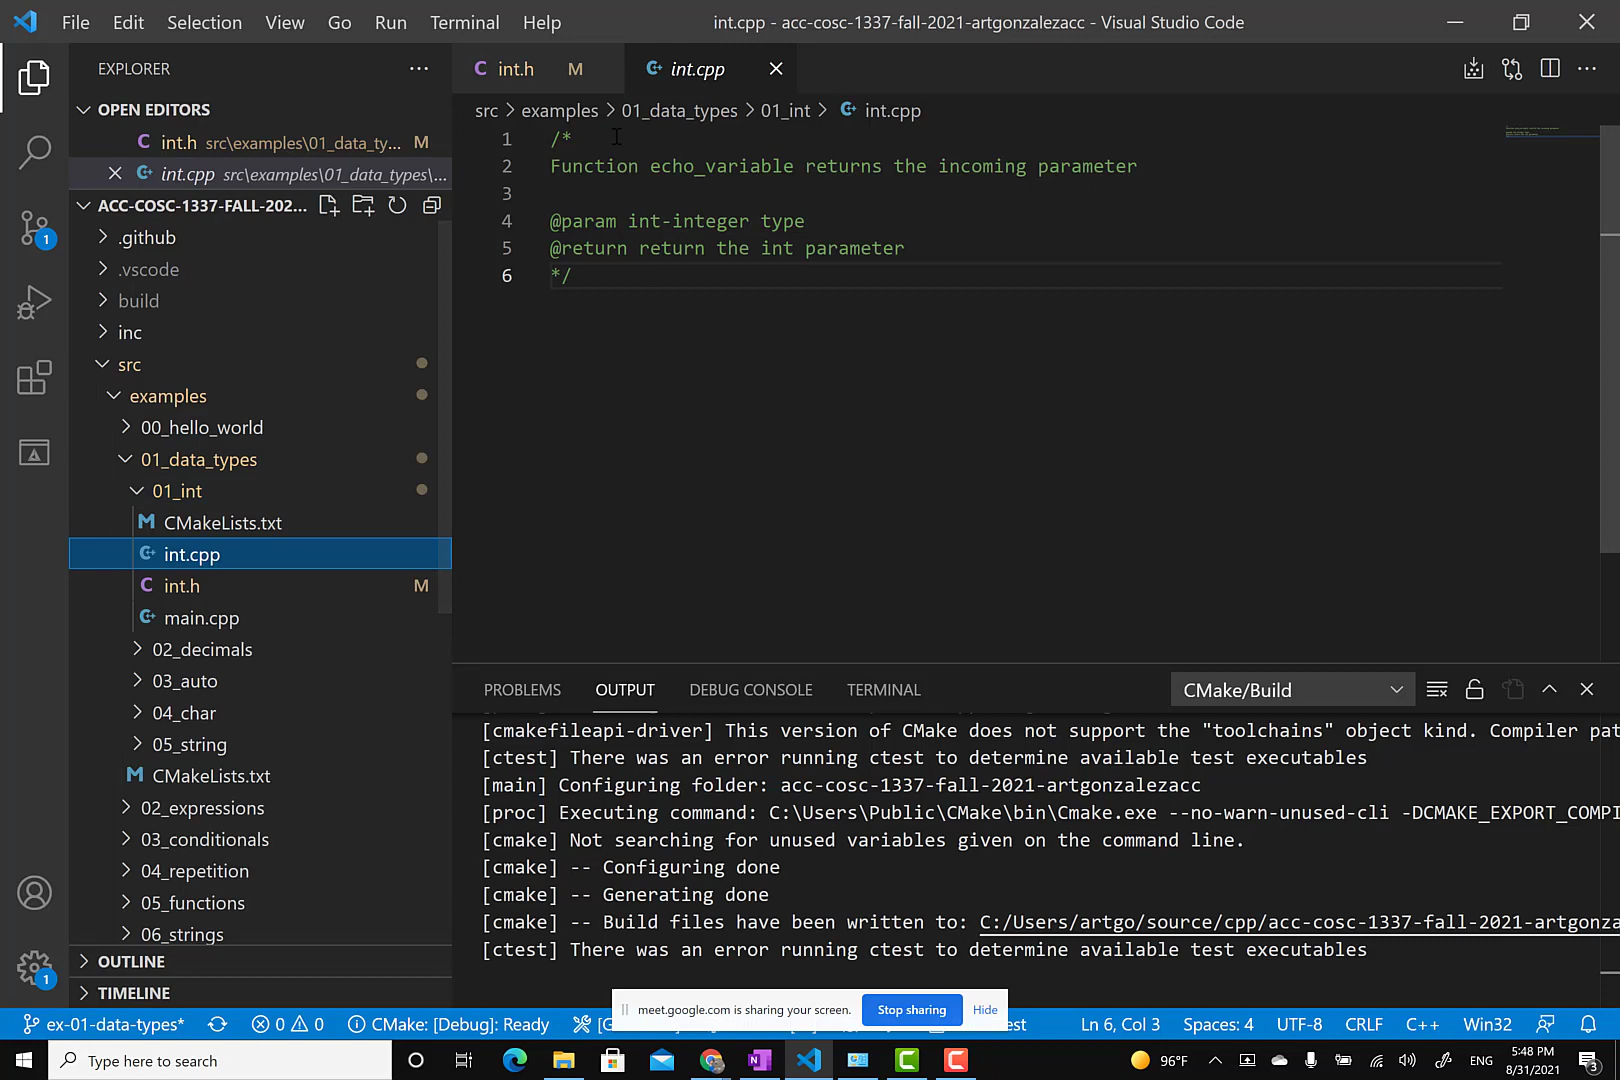 File Edit Selection View Go Run Terminal Help
int.cpp - acc-cosc-1337-fall-2021-artgonzalezacc - Visual Studio Code
EXPLORER
OPEN EDITORS
int.h src\examples\01_data_ty... M
int.cpp src\examples\01_data_types\...
ACC-COSC-1337-FALL-202...
.github
.vscode
build
inc
src
examples
00_hello_world
01_data_types
01_int
CMakeLists.txt
int.cpp
int.h M
main.cpp
02_decimals
03_auto
04_char
05_string
CMakeLists.txt
02_expressions
03_conditionals
04_repetition
05_functions
06_strings
OUTLINE
TIMELINE
1
1
int.h M int.cpp
src > examples > 01_data_types > 01_int > int.cpp
1 /*
2 Function echo_variable returns the incoming parameter
3
4 @param int-integer type
5 @return return the int parameter
6 */
PROBLEMS OUTPUT DEBUG CONSOLE TERMINAL CMake/Build
[cmakefileapi-driver] This version of CMake does not support the "toolchains" object kind. Compiler pat
[ctest] There was an error running ctest to determine available test executables
[main] Configuring folder: acc-cosc-1337-fall-2021-artgonzalezacc
[proc] Executing command: C:\Users\Public\CMake\bin\Cmake.exe --no-warn-unused-cli -DCMAKE_EXPORT_COMPI
[cmake] Not searching for unused variables given on the command line.
[cmake] -- Configuring done
[cmake] -- Generating done
[cmake] -- Build files have been written to: C:/Users/artgo/source/cpp/acc-cosc-1337-fall-2021-artgonza
[ctest] There was an error running ctest to determine available test executables
meet.google.com is sharing your screen. Stop sharing Hide
ex-01-data-types* 0 0 CMake: [Debug]: Ready Ln 6, Col 3 Spaces: 4 UTF-8 CRLF C++ Win32
Type here to search
96°F ENG 5:48 PM
8/31/2021
3